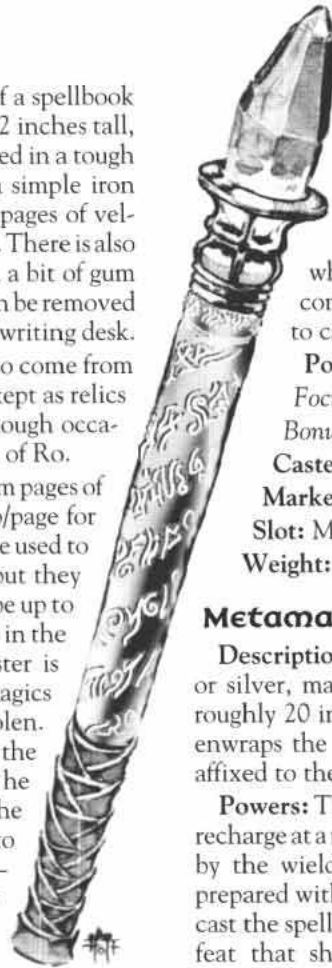 f a spellbook
2 inches tall,
ed in a tough
simple iron
pages of vel-
. There is also
a bit of gum
n be removed
writing desk.
o come from
kept as relics
ough occa-
of Ro.
m pages of
p/page for
e used to
out they
be up to
in the
ster is
agics
olen.
the
he
he
to
wh
con
to c
Po
Focu
Bonu
Caste
Marke
Slot: M
Weight:
Metama
Descriptio
or silver, ma
roughly 20 in
enwraps the
affixed to the
Powers: T
recharge at a r
by the wield
prepared with
cast the spell
feat that sh